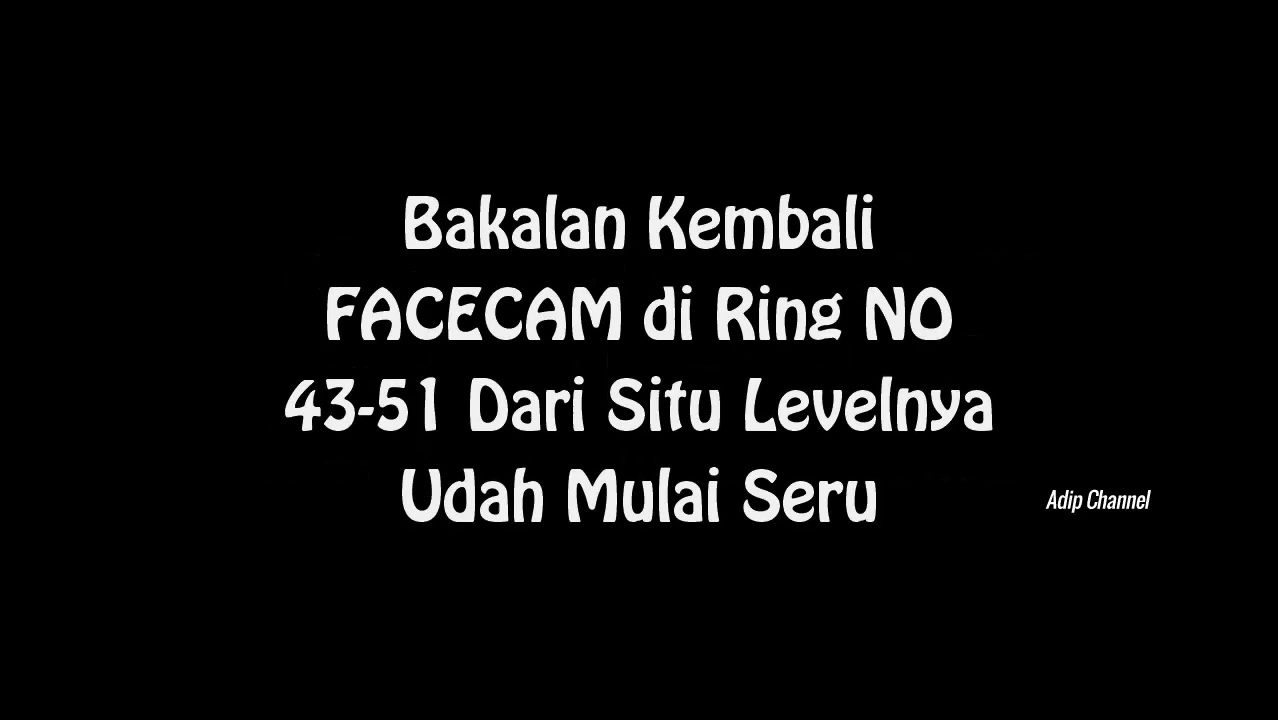 Bakalan Kembali
FACECAM di Ring NO
43-51 Dari Situ Levelnya
Udah Mulai Seru
Adip Channel